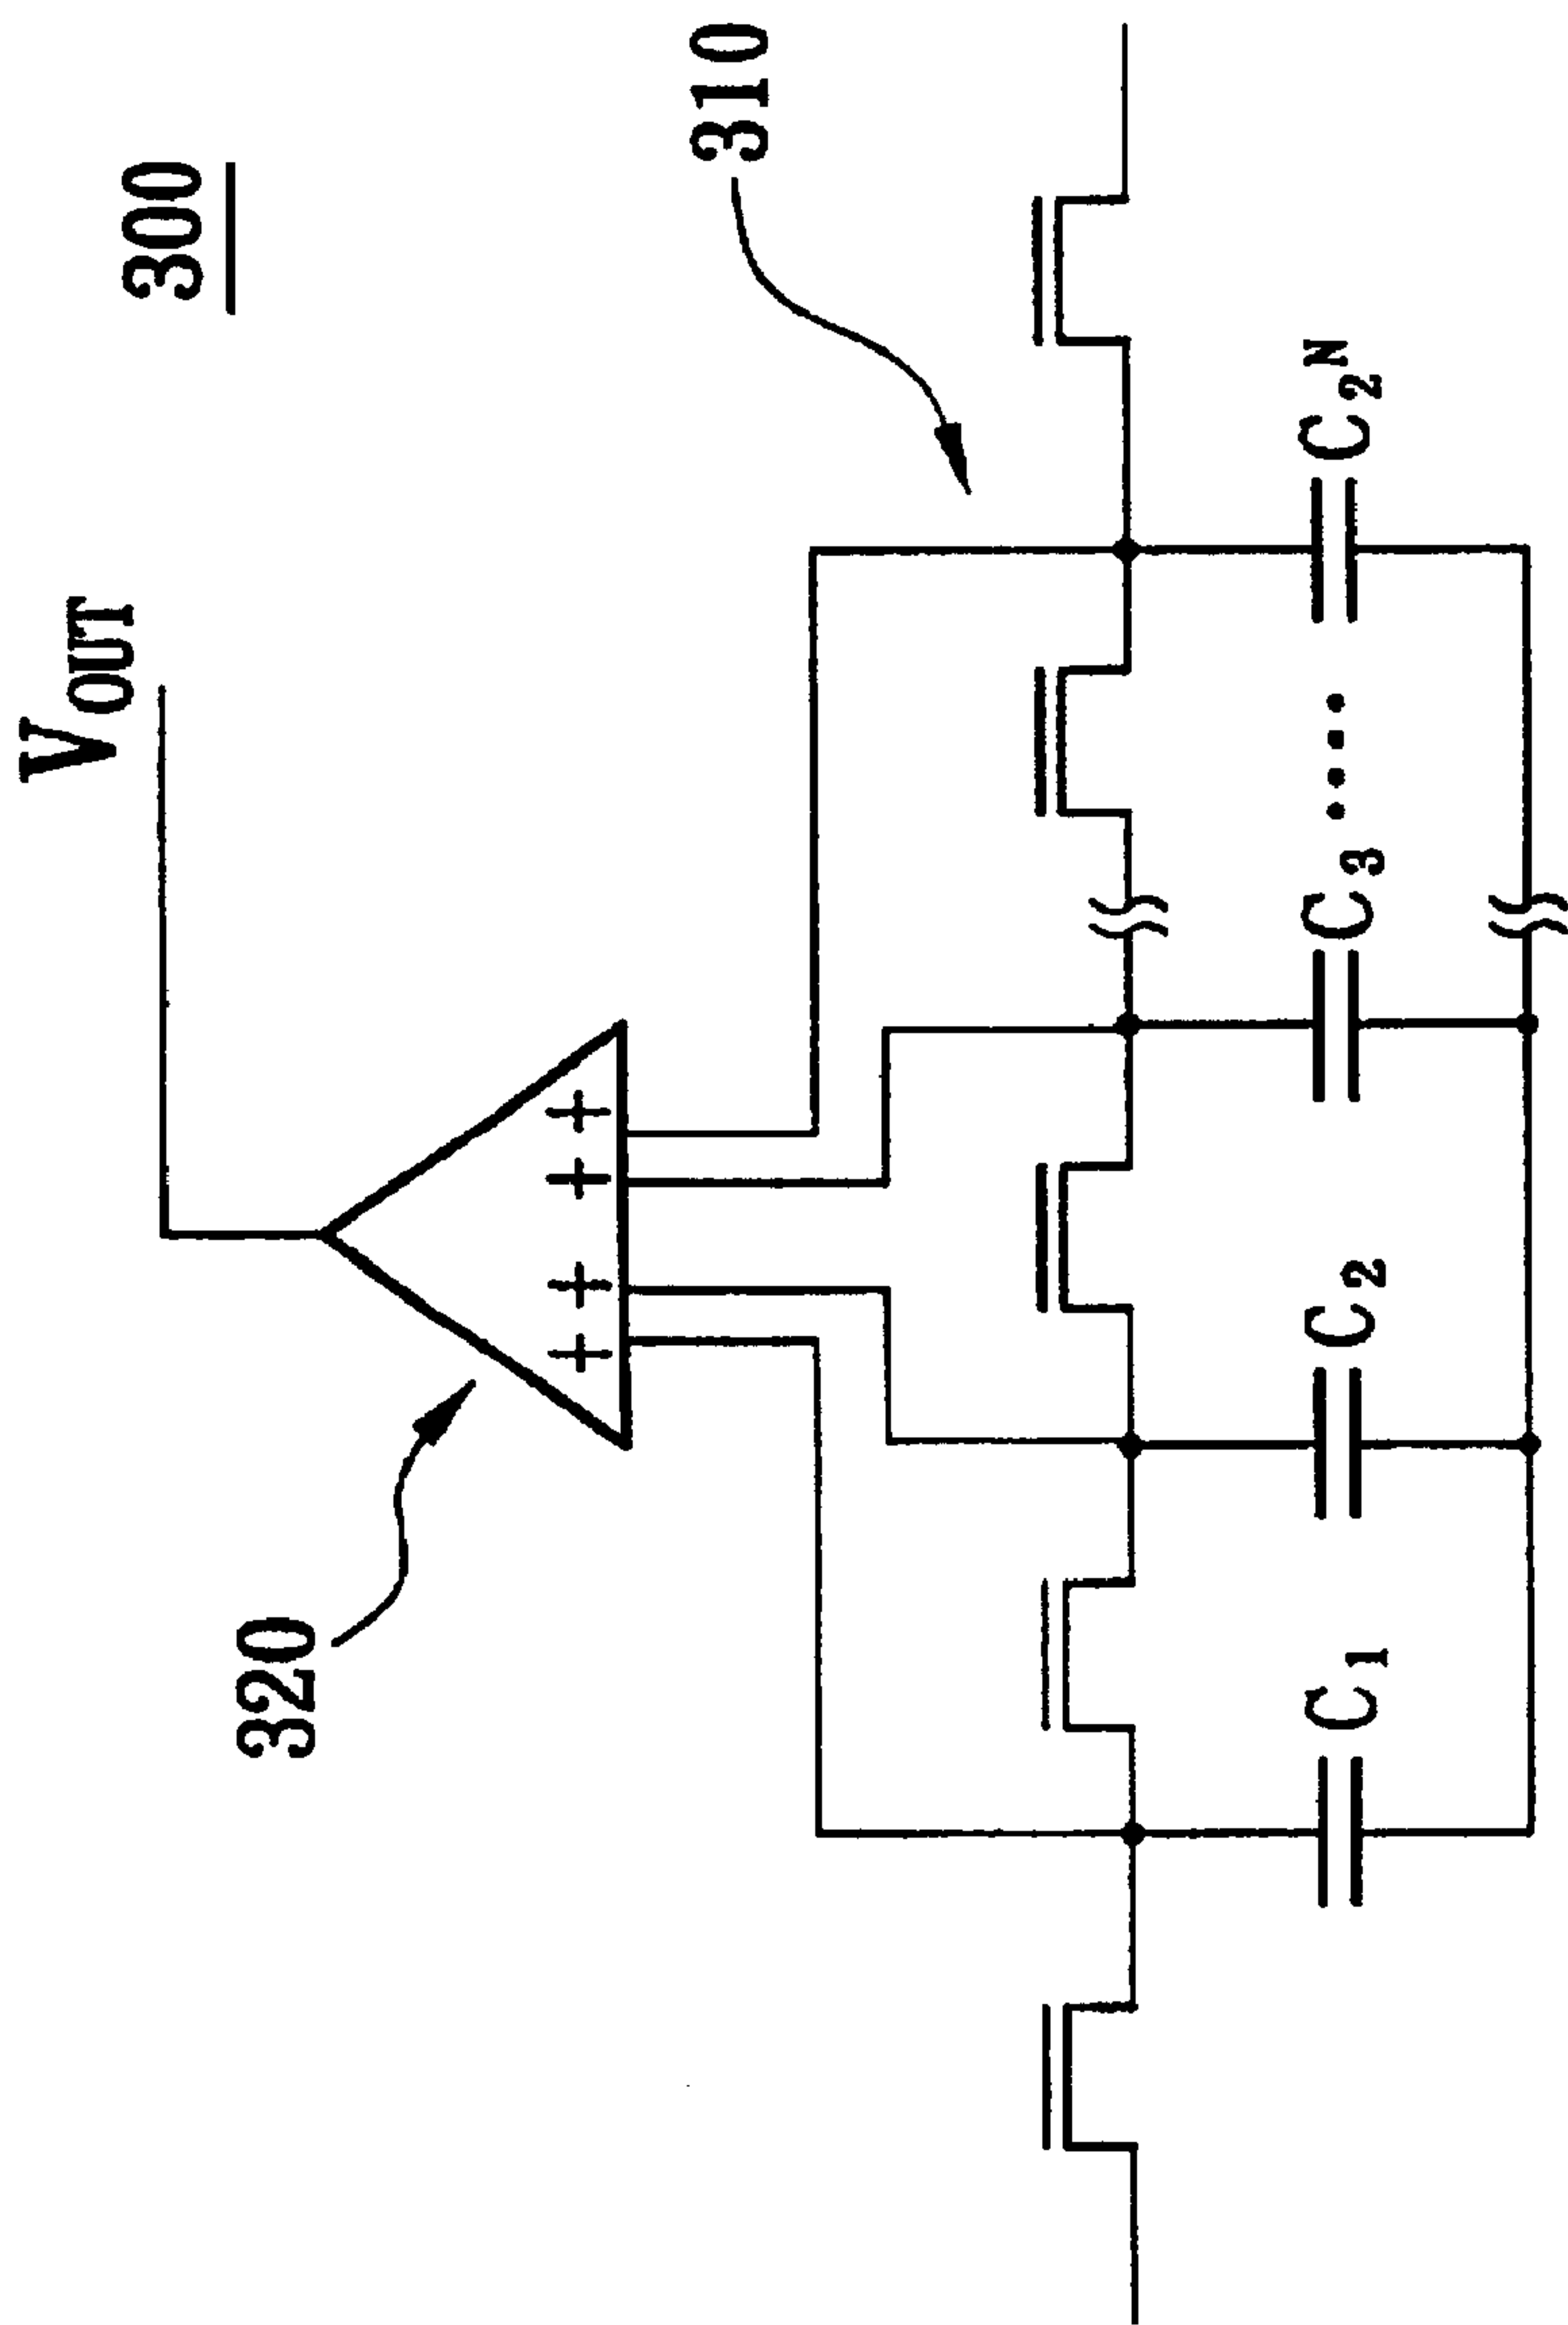 300
V_OUT
320
310
+ + + +
C_1 C_2 C_3 .... C_2^N